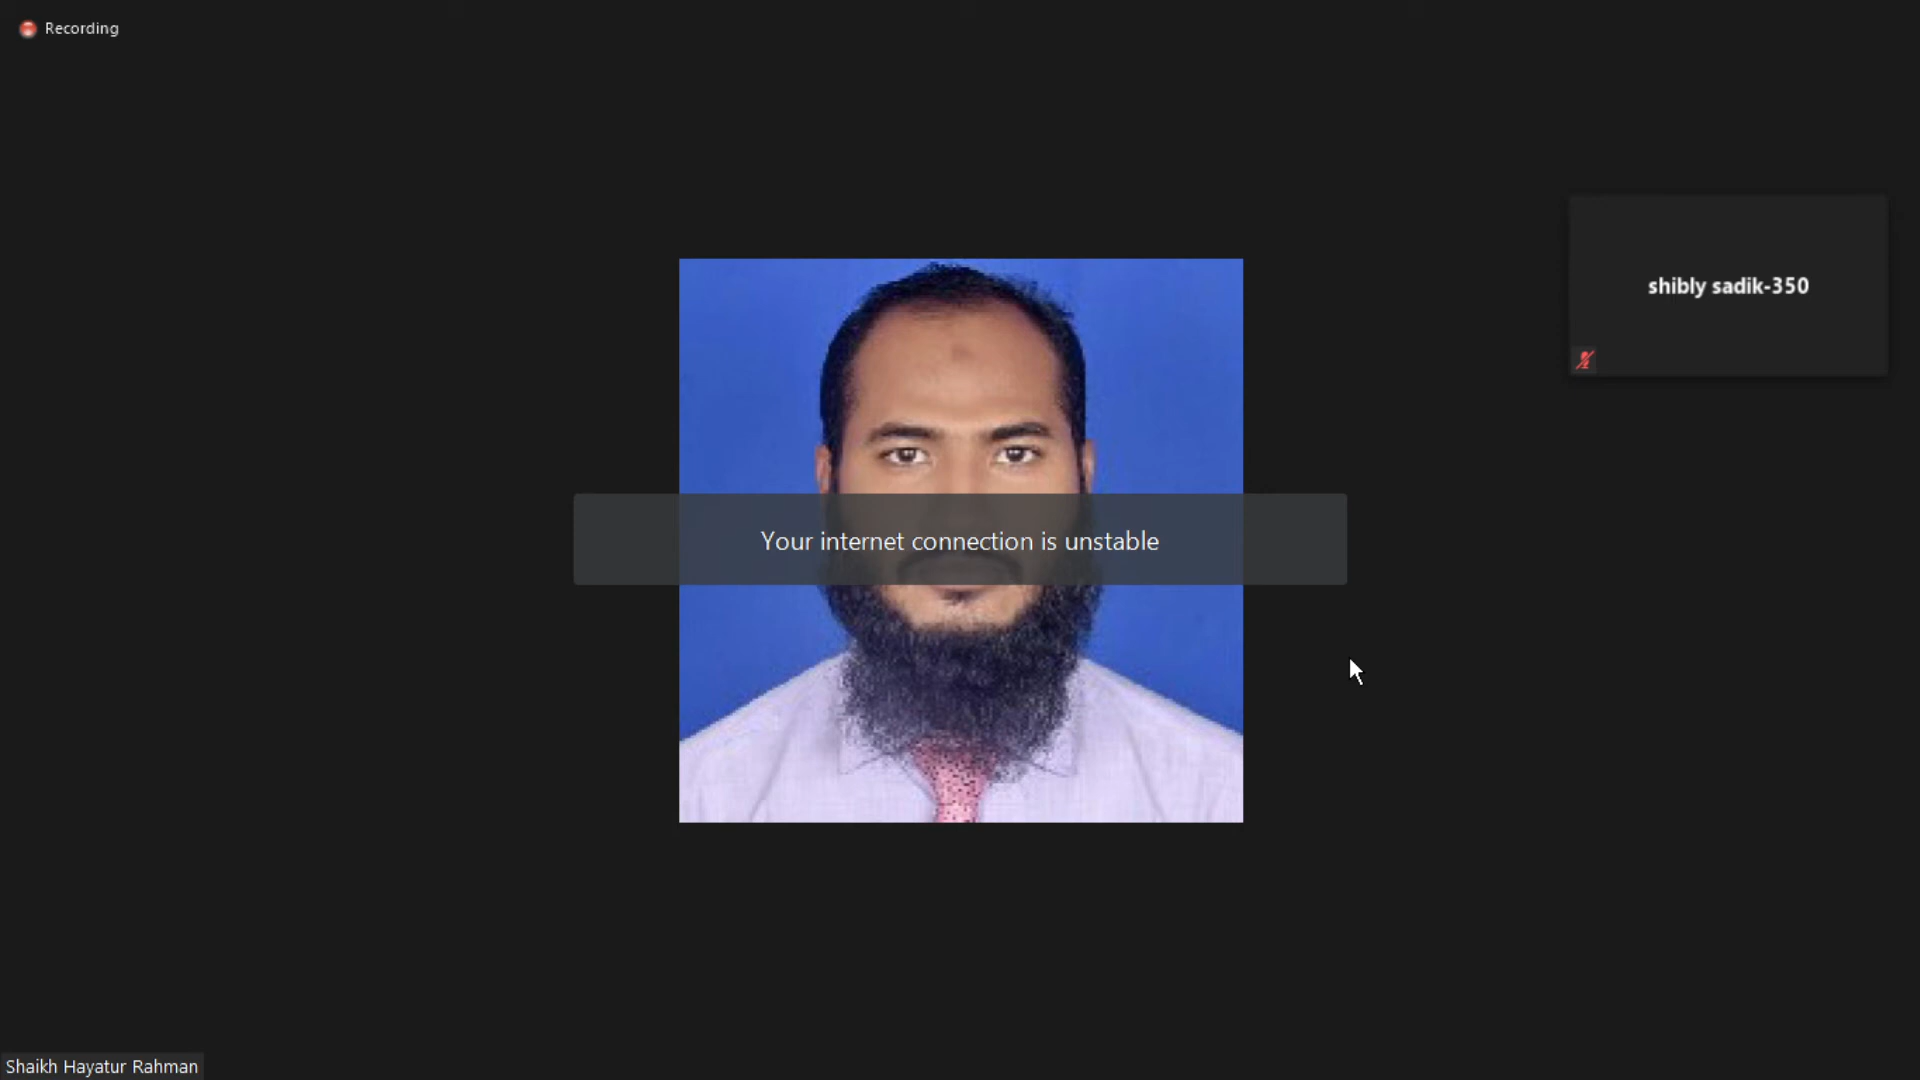 Recording
shibly sadik-350
Your internet connection is unstable
Shaikh Hayatur Rahman